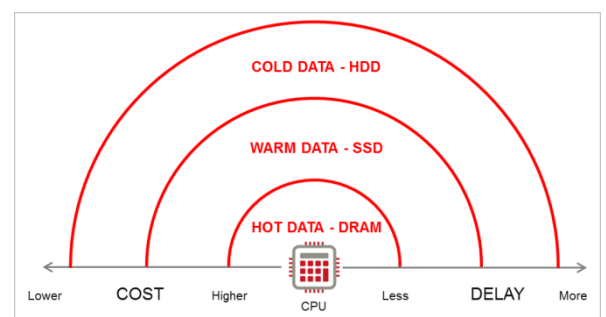 COLD DATA - HDD
WARM DATA - SSD
HOT DATA - DRAM
Lower COST Higher CPU Less DELAY More